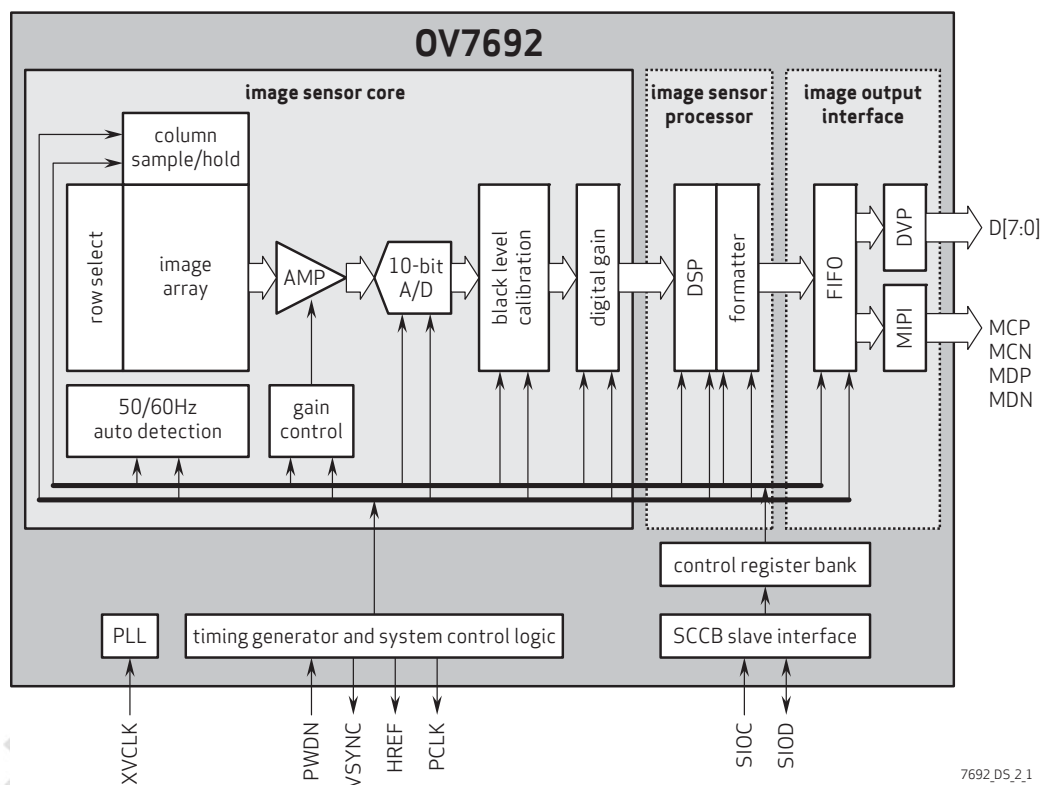 OV7692
image sensor core
image sensor
processor
image output
interface
column
sample/hold
row select
image
array
AMP
10-bit
A/D
black level
calibration
digital gain
DSP
formatter
FIFO
DVP
MIPI
D[7:0]
MCP
MCN
MDP
MDN
50/60Hz
auto detection
gain
control
control register bank
PLL
timing generator and system control logic
SCCB slave interface
XVCLK
PWDN
VSYNC
HREF
PCLK
SIOC
SIOD
7692_DS_2_1